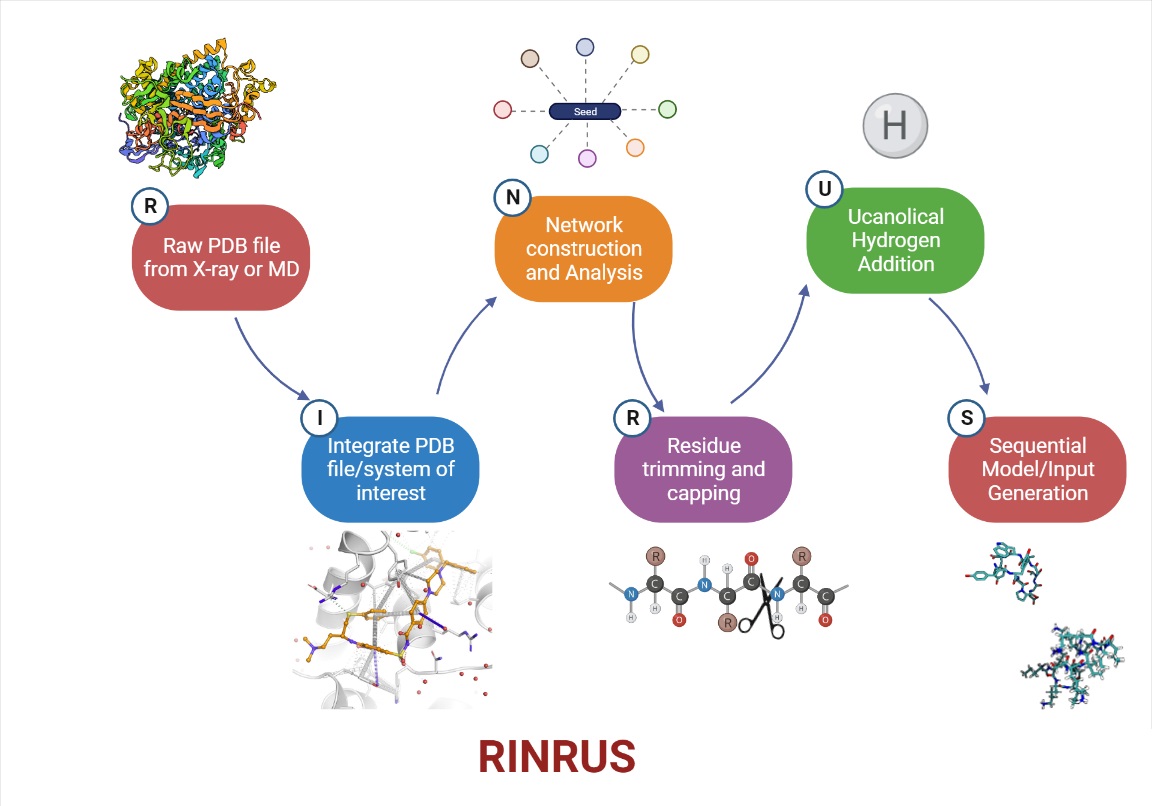 Seed
H
R
Raw PDB file
from X-ray or MD
N
Network
construction
and Analysis
U
Ucanolical
Hydrogen
Addition
I
Integrate PDB
file/system of
interest
R
Residue
trimming and
capping
S
Sequential
Model/Input
Generation
R
H
H
O
R
N
C
N
C
N
C
C
C
C
H
H
O
R
H
H
O
RINRUS